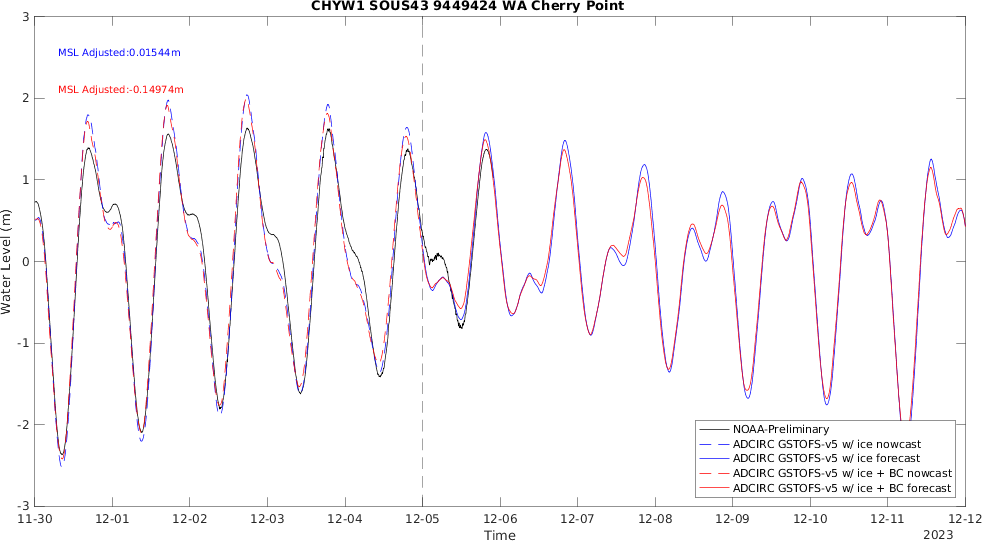 CHYW1 SOUS43 9449424 WA Cherry Point
3
MSL Adjusted:0.01544m
MSL Adjusted:-0.14974m
2
1
0
-1
-2
-3
Water Level (m)
NOAA-Preliminary
ADCIRC GSTOFS-v5 w/ ice nowcast
ADCIRC GSTOFS-v5 w/ ice forecast
ADCIRC GSTOFS-v5 w/ ice + BC nowcast
ADCIRC GSTOFS-v5 w/ ice + BC forecast
11-30 12-01 12-02 12-03 12-04 12-05 12-06 12-07 12-08 12-09 12-10 12-11 12-12
Time
2023